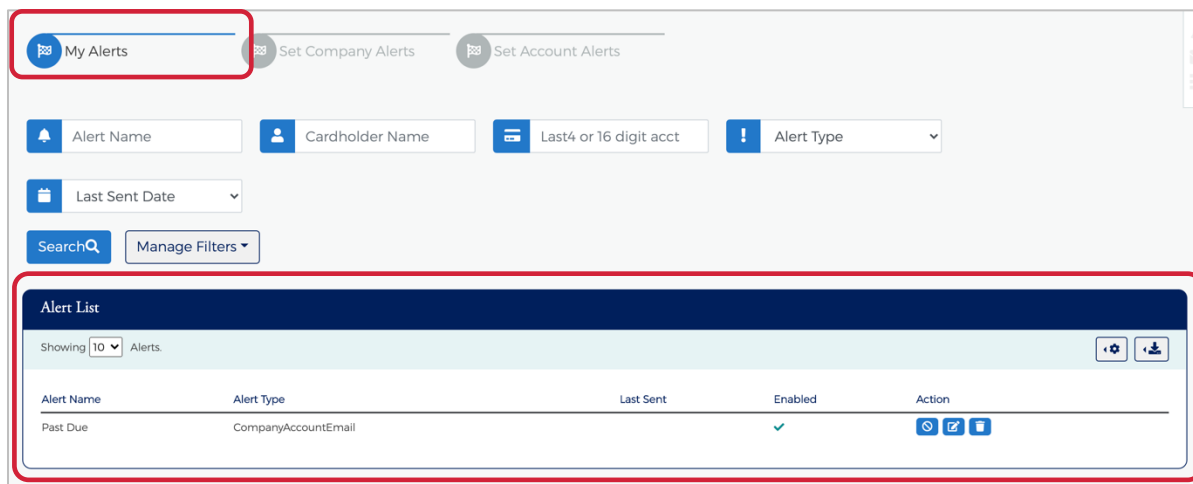 My Alerts Set Company Alerts Set Account Alerts
Alert Name Cardholder Name Last4 or 16 digit acct Alert Type
Last Sent Date
Search Manage Filters
Alert List
Showing 10 Alerts.
Alert Name Alert Type Last Sent Enabled Action
Past Due CompanyAccountEmail